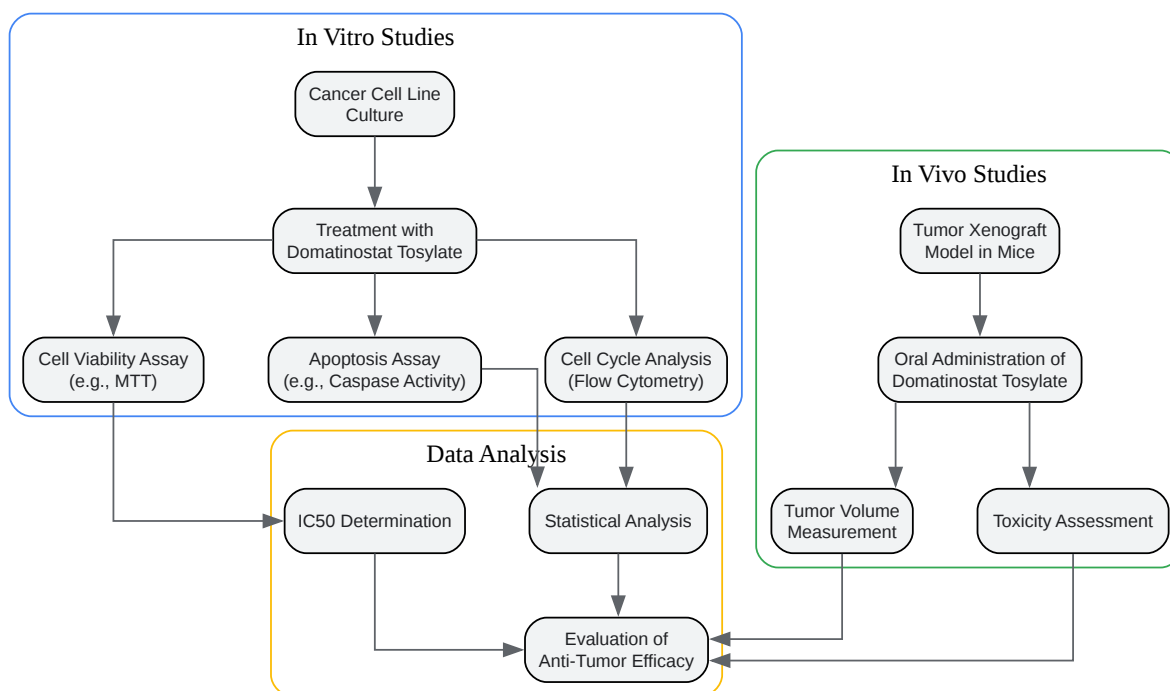 In Vitro Studies
Cancer Cell Line
Culture
Treatment with
Domatinostat Tosylate
Cell Viability Assay
(e.g., MTT)
Apoptosis Assay
(e.g., Caspase Activity)
Cell Cycle Analysis
(Flow Cytometry)
In Vivo Studies
Tumor Xenograft
Model in Mice
Oral Administration of
Domatinostat Tosylate
Tumor Volume
Measurement
Toxicity Assessment
Data Analysis
IC50 Determination
Statistical Analysis
Evaluation of
Anti-Tumor Efficacy